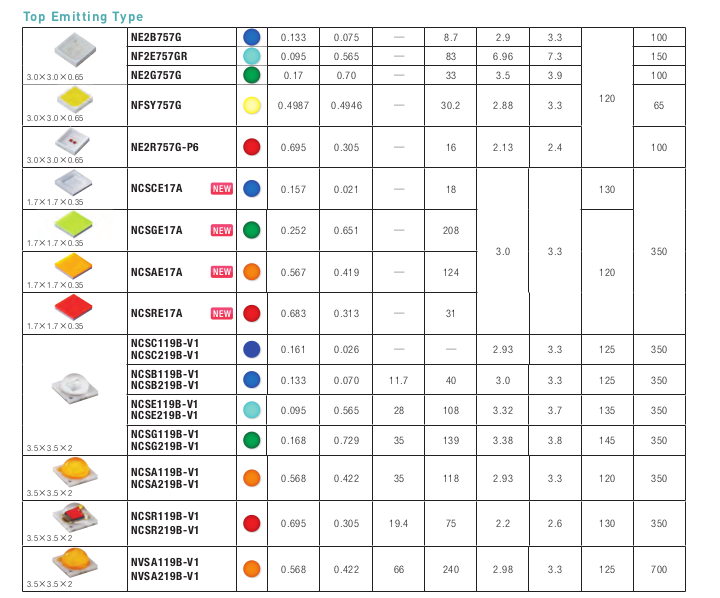 Top Emitting Type
3.0×3.0×0.65
NE2B757G 0.133 0.075 — 8.7 2.9 3.3 120 100
NF2E757GR 0.095 0.565 — 83 6.96 7.3 150
NE2G757G 0.17 0.70 — 33 3.5 3.9 100
3.0×3.0×0.65
NFSY757G 0.4987 0.4946 — 30.2 2.88 3.3 65
3.0×3.0×0.65
NE2R757G-P6 0.695 0.305 — 16 2.13 2.4 100
1.7×1.7×0.35
NCSCE17A NEW 0.157 0.021 — 18 3.0 3.3 130 350
1.7×1.7×0.35
NCSGE17A NEW 0.252 0.651 — 208 120
1.7×1.7×0.35
NCSAE17A NEW 0.567 0.419 — 124
1.7×1.7×0.35
NCSRE17A NEW 0.683 0.313 — 31
3.5×3.5×2
NCSC119B-V1
NCSC219B-V1 0.161 0.026 — — 2.93 3.3 125 350
NCSB119B-V1
NCSB219B-V1 0.133 0.070 11.7 40 3.0 3.3 125 350
NCSE119B-V1
NCSE219B-V1 0.095 0.565 28 108 3.32 3.7 135 350
NCSG119B-V1
NCSG219B-V1 0.168 0.729 35 139 3.38 3.8 145 350
3.5×3.5×2
NCSA119B-V1
NCSA219B-V1 0.568 0.422 35 118 2.93 3.3 120 350
3.5×3.5×2
NCSR119B-V1
NCSR219B-V1 0.695 0.305 19.4 75 2.2 2.6 130 350
3.5×3.5×2
NVSA119B-V1
NVSA219B-V1 0.568 0.422 66 240 2.98 3.3 125 700